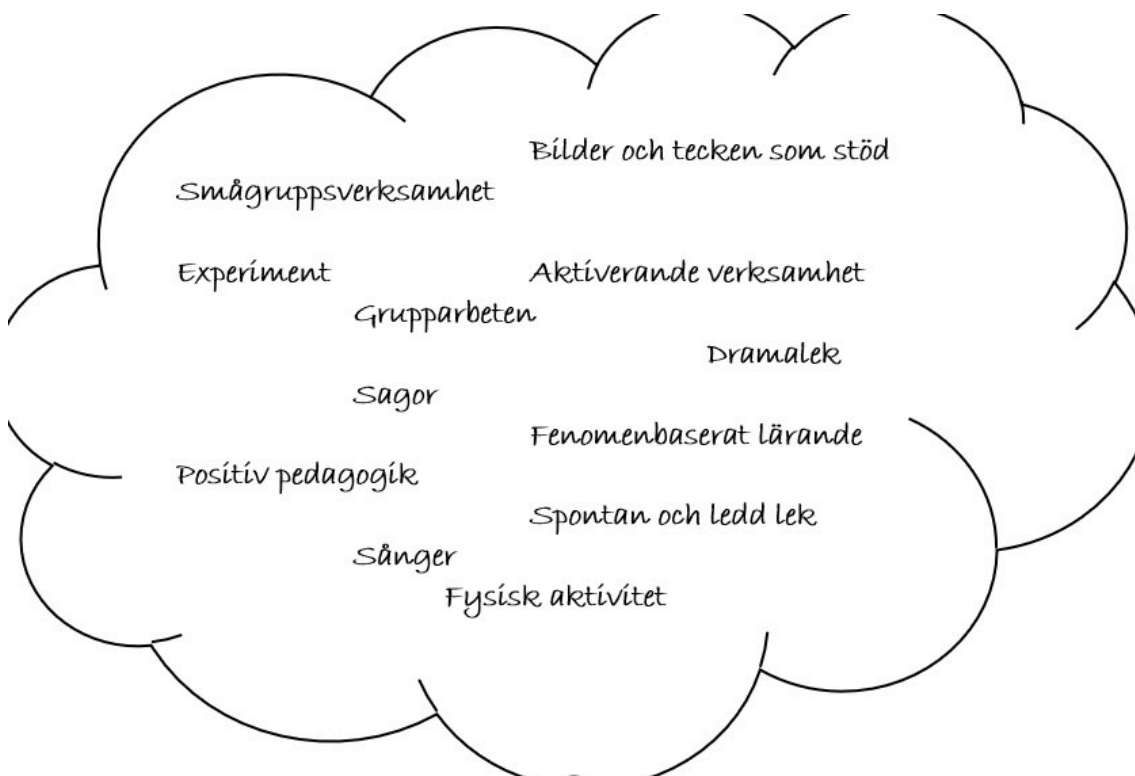 Bilder och tecken som stöd
Smågruppsverksamhet
Experiment
Aktiverande verksamhet
Grupparbeten
Dramalek
Sagor
Fenomenbaserat lärande
Positiv pedagogik
Spontan och ledd lek
Sånger
Fysisk aktivitet